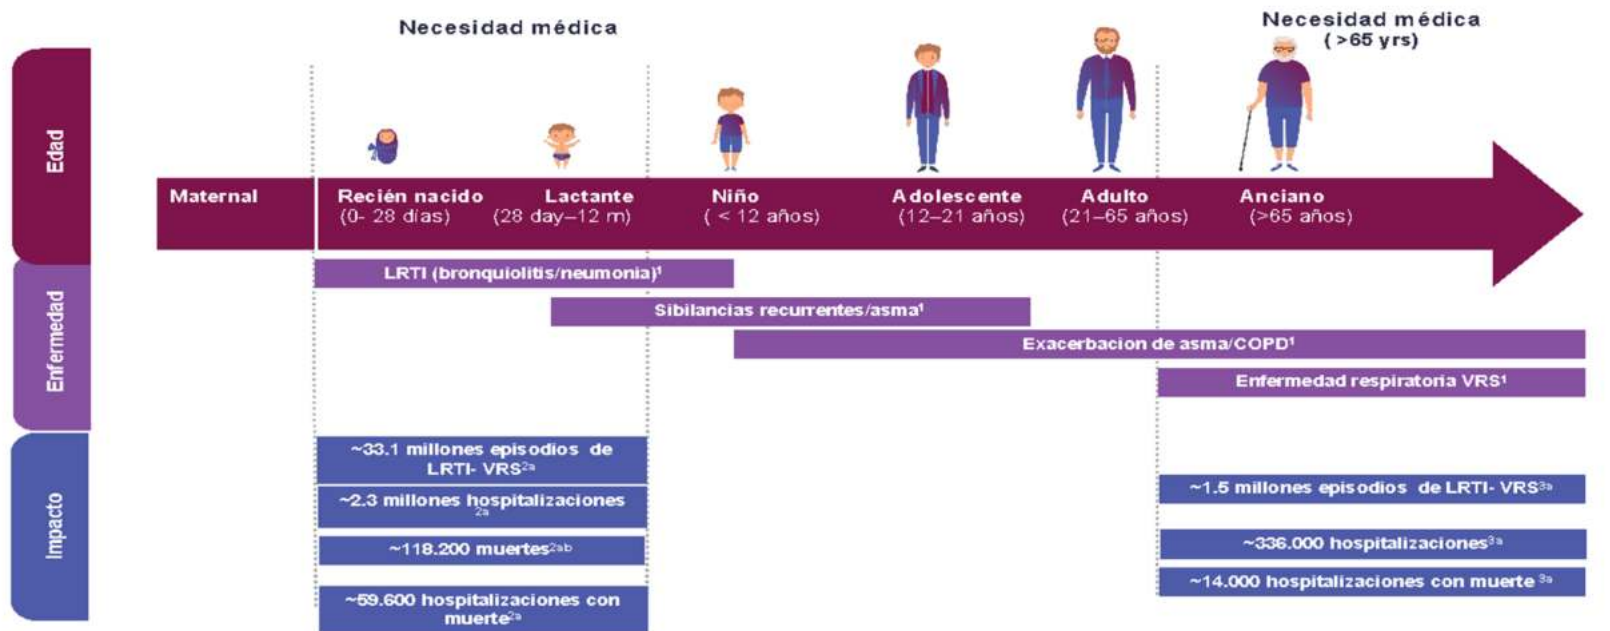 Necesidad médica
Necesidad médica
( >65 yrs)
Edad
Maternal
Recién nacido
(0- 28 días)
Lactante
(28 day–12 m)
Niño
( < 12 años)
Adolescente
(12–21 años)
Adulto
(21–65 años)
Anciano
(>65 años)
Enfermedad
LRTI (bronquiolitis/neumonia)¹
Sibilancias recurrentes/asma¹
Exacerbacion de asma/COPD¹
Enfermedad respiratoria VRS¹
Impacto
~33.1 millones episodios de
LRTI- VRS²ᵃ
~2.3 millones hospitalizaciones
2a
~118.200 muertes²ᵃᵇ
~59.600 hospitalizaciones con
muerte²ᵃ
~1.5 millones episodios de LRTI- VRS³ᵃ
~336.000 hospitalizaciones³ᵃ
~14.000 hospitalizaciones con muerte ³ᵃ